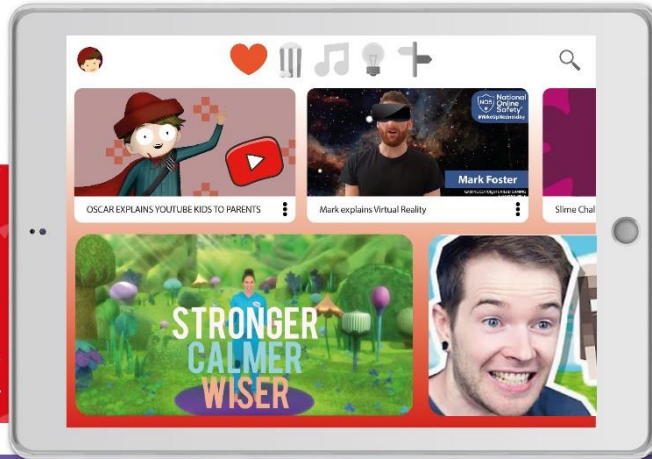 NOS
National
Online
Safety®
#WakeUpWednesday
Mark Foster
OSCAR EXPLAINS YOUTUBE KIDS TO PARENTS
Mark explains Virtual Reality
Slime Chal
STRONGER
CALMER
WISER